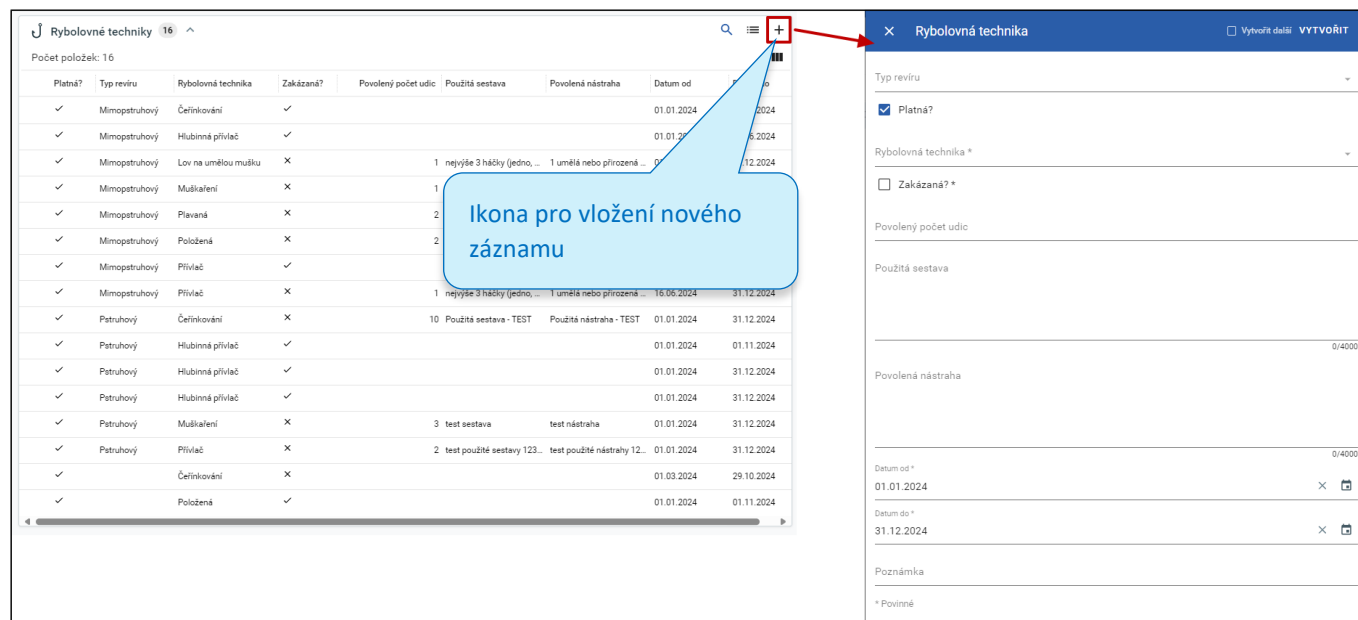 Rybolovné techniky 16
Počet položek: 16
Platná? Typ revíru Rybolovná technika Zakázaná? Povolený počet udic Použitá sestava Povolená nástraha Datum od
Mimopstruhový Čeřínkování 01.01.2024
Mimopstruhový Hlubinná přívlač
Mimopstruhový Lov na umělou mušku 1 nejvýše 3 háčky (jedno, ... 1 umělá nebo přirozená ...
Mimopstruhový Muškaření 1
Mimopstruhový Plavaná 2
Mimopstruhový Položená 2
Mimopstruhový Přívlač
Mimopstruhový Přívlač 1 nejvýše 3 háčky (jedno, ... 1 umělá nebo přirozená ... 16.06.2024 31.12.2024
Pstruhový Čeřínkování 10 Použitá sestava - TEST Použitá nástraha - TEST 01.01.2024 31.12.2024
Pstruhový Hlubinná přívlač 01.01.2024 01.11.2024
Pstruhový Hlubinná přívlač 01.01.2024 31.12.2024
Pstruhový Hlubinná přívlač 01.01.2024 31.12.2024
Pstruhový Muškaření 3 test sestava test nástraha 01.01.2024 31.12.2024
Pstruhový Přívlač 2 test použité sestavy 123... test použité nástrahy 12... 01.01.2024 31.12.2024
Čeřínkování 01.03.2024 29.10.2024
Položená 01.01.2024 01.11.2024
Ikona pro vložení nového
záznamu
Rybolovná technika Vytvořit další VYTVOŘIT
Typ revíru
Platná?
Rybolovná technika *
Zakázaná? *
Povolený počet udic
Použitá sestava
0/4000
Povolená nástraha
0/4000
Datum od *
01.01.2024
Datum do *
31.12.2024
Poznámka
* Povinné